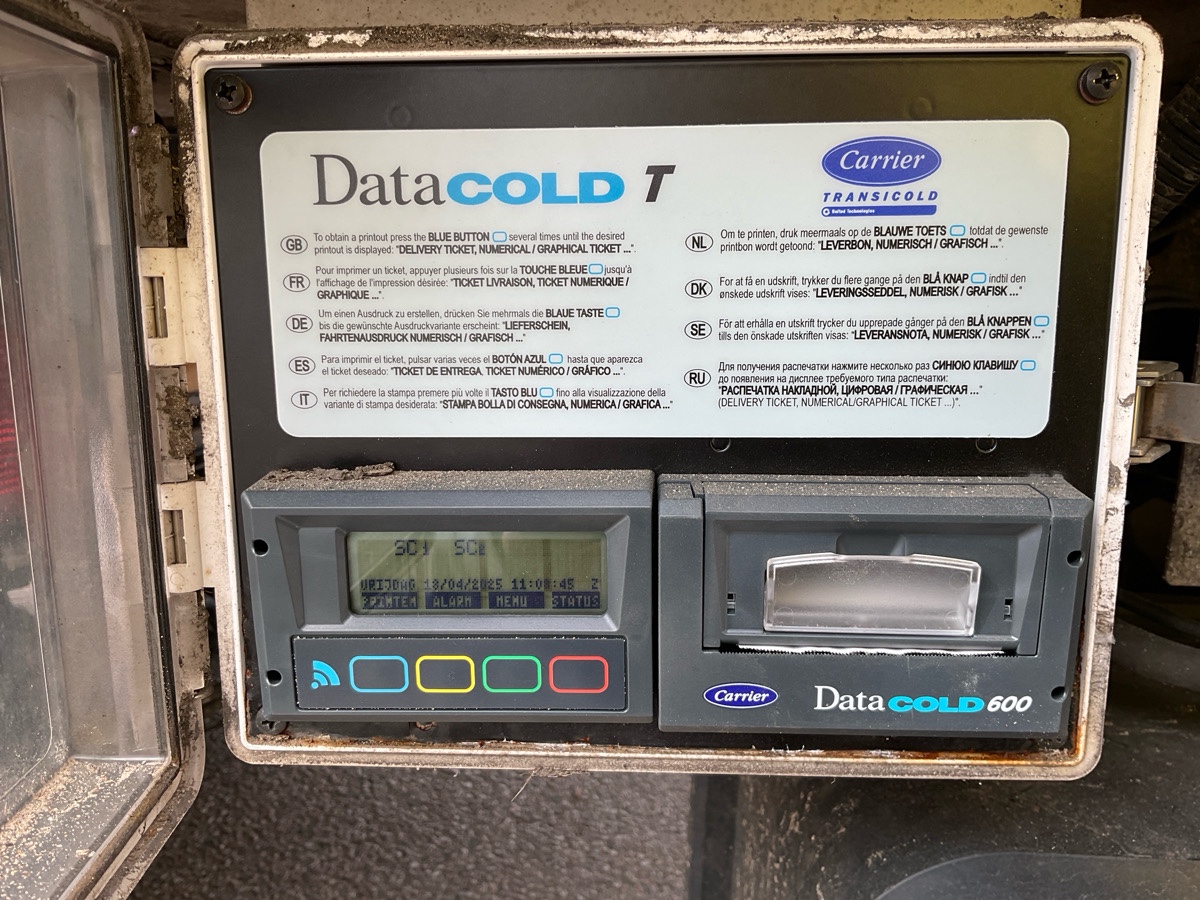 DataCOLD T
Carrier
TRANSICOLD
United Technologies
GB To obtain a printout press the BLUE BUTTON several times until the desired
printout is displayed: "DELIVERY TICKET, NUMERICAL / GRAPHICAL TICKET ...".
FR Pour imprimer un ticket, appuyer plusieurs fois sur la TOUCHE BLEUE jusqu'à
l'affichage de l'impression désirée: "TICKET LIVRAISON, TICKET NUMERIQUE /
GRAPHIQUE ...".
DE Um einen Ausdruck zu erstellen, drücken Sie mehrmals die BLAUE TASTE
bis die gewünschte Ausdruckvariante erscheint: "LIEFERSCHEIN,
FAHRTENAUSDRUCK NUMERISCH / GRAFISCH ..."
ES Para imprimir el ticket, pulsar varias veces el BOTÓN AZUL hasta que aparezca
el ticket deseado: "TICKET DE ENTREGA, TICKET NUMÉRICO / GRÁFICO ...".
IT Per richiedere la stampa premere più volte il TASTO BLU fino alla visualizzazione della
variante di stampa desiderata: "STAMPA BOLLA DI CONSEGNA, NUMERICA / GRAFICA ..."
NL Om te printen, druk meermaals op de BLAUWE TOETS totdat de gewenste
printbon wordt getoond: "LEVERBON, NUMERISCH / GRAFISCH ...".
DK For at få en udskrift, trykker du flere gange på den BLÅ KNAP indtil den
ønskede udskrift vises: "LEVERINGSSEDDEL, NUMERISK / GRAFISK ..."
SE För att erhålla en utskrift trycker du upprepade gånger på den BLÅ KNAPPEN
tills den önskade utskriften visas: "LEVERANSNOTA, NUMERISK / GRAFISK ..."
RU Для получения распечатки нажмите несколько раз СИНЮЮ КЛАВИШУ
до появления на дисплее требуемого типа распечатки:
"РАСПЕЧАТКА НАКЛАДНОЙ, ЦИФРОВАЯ / ГРАФИЧЕСКАЯ ..."
(DELIVERY TICKET, NUMERICAL/GRAPHICAL TICKET ...)".
SC1 SC2
VRIJDAG 18/04/2025 Z
PRINTEN ALARM MENU STATUS
Carrier
DataCOLD 600